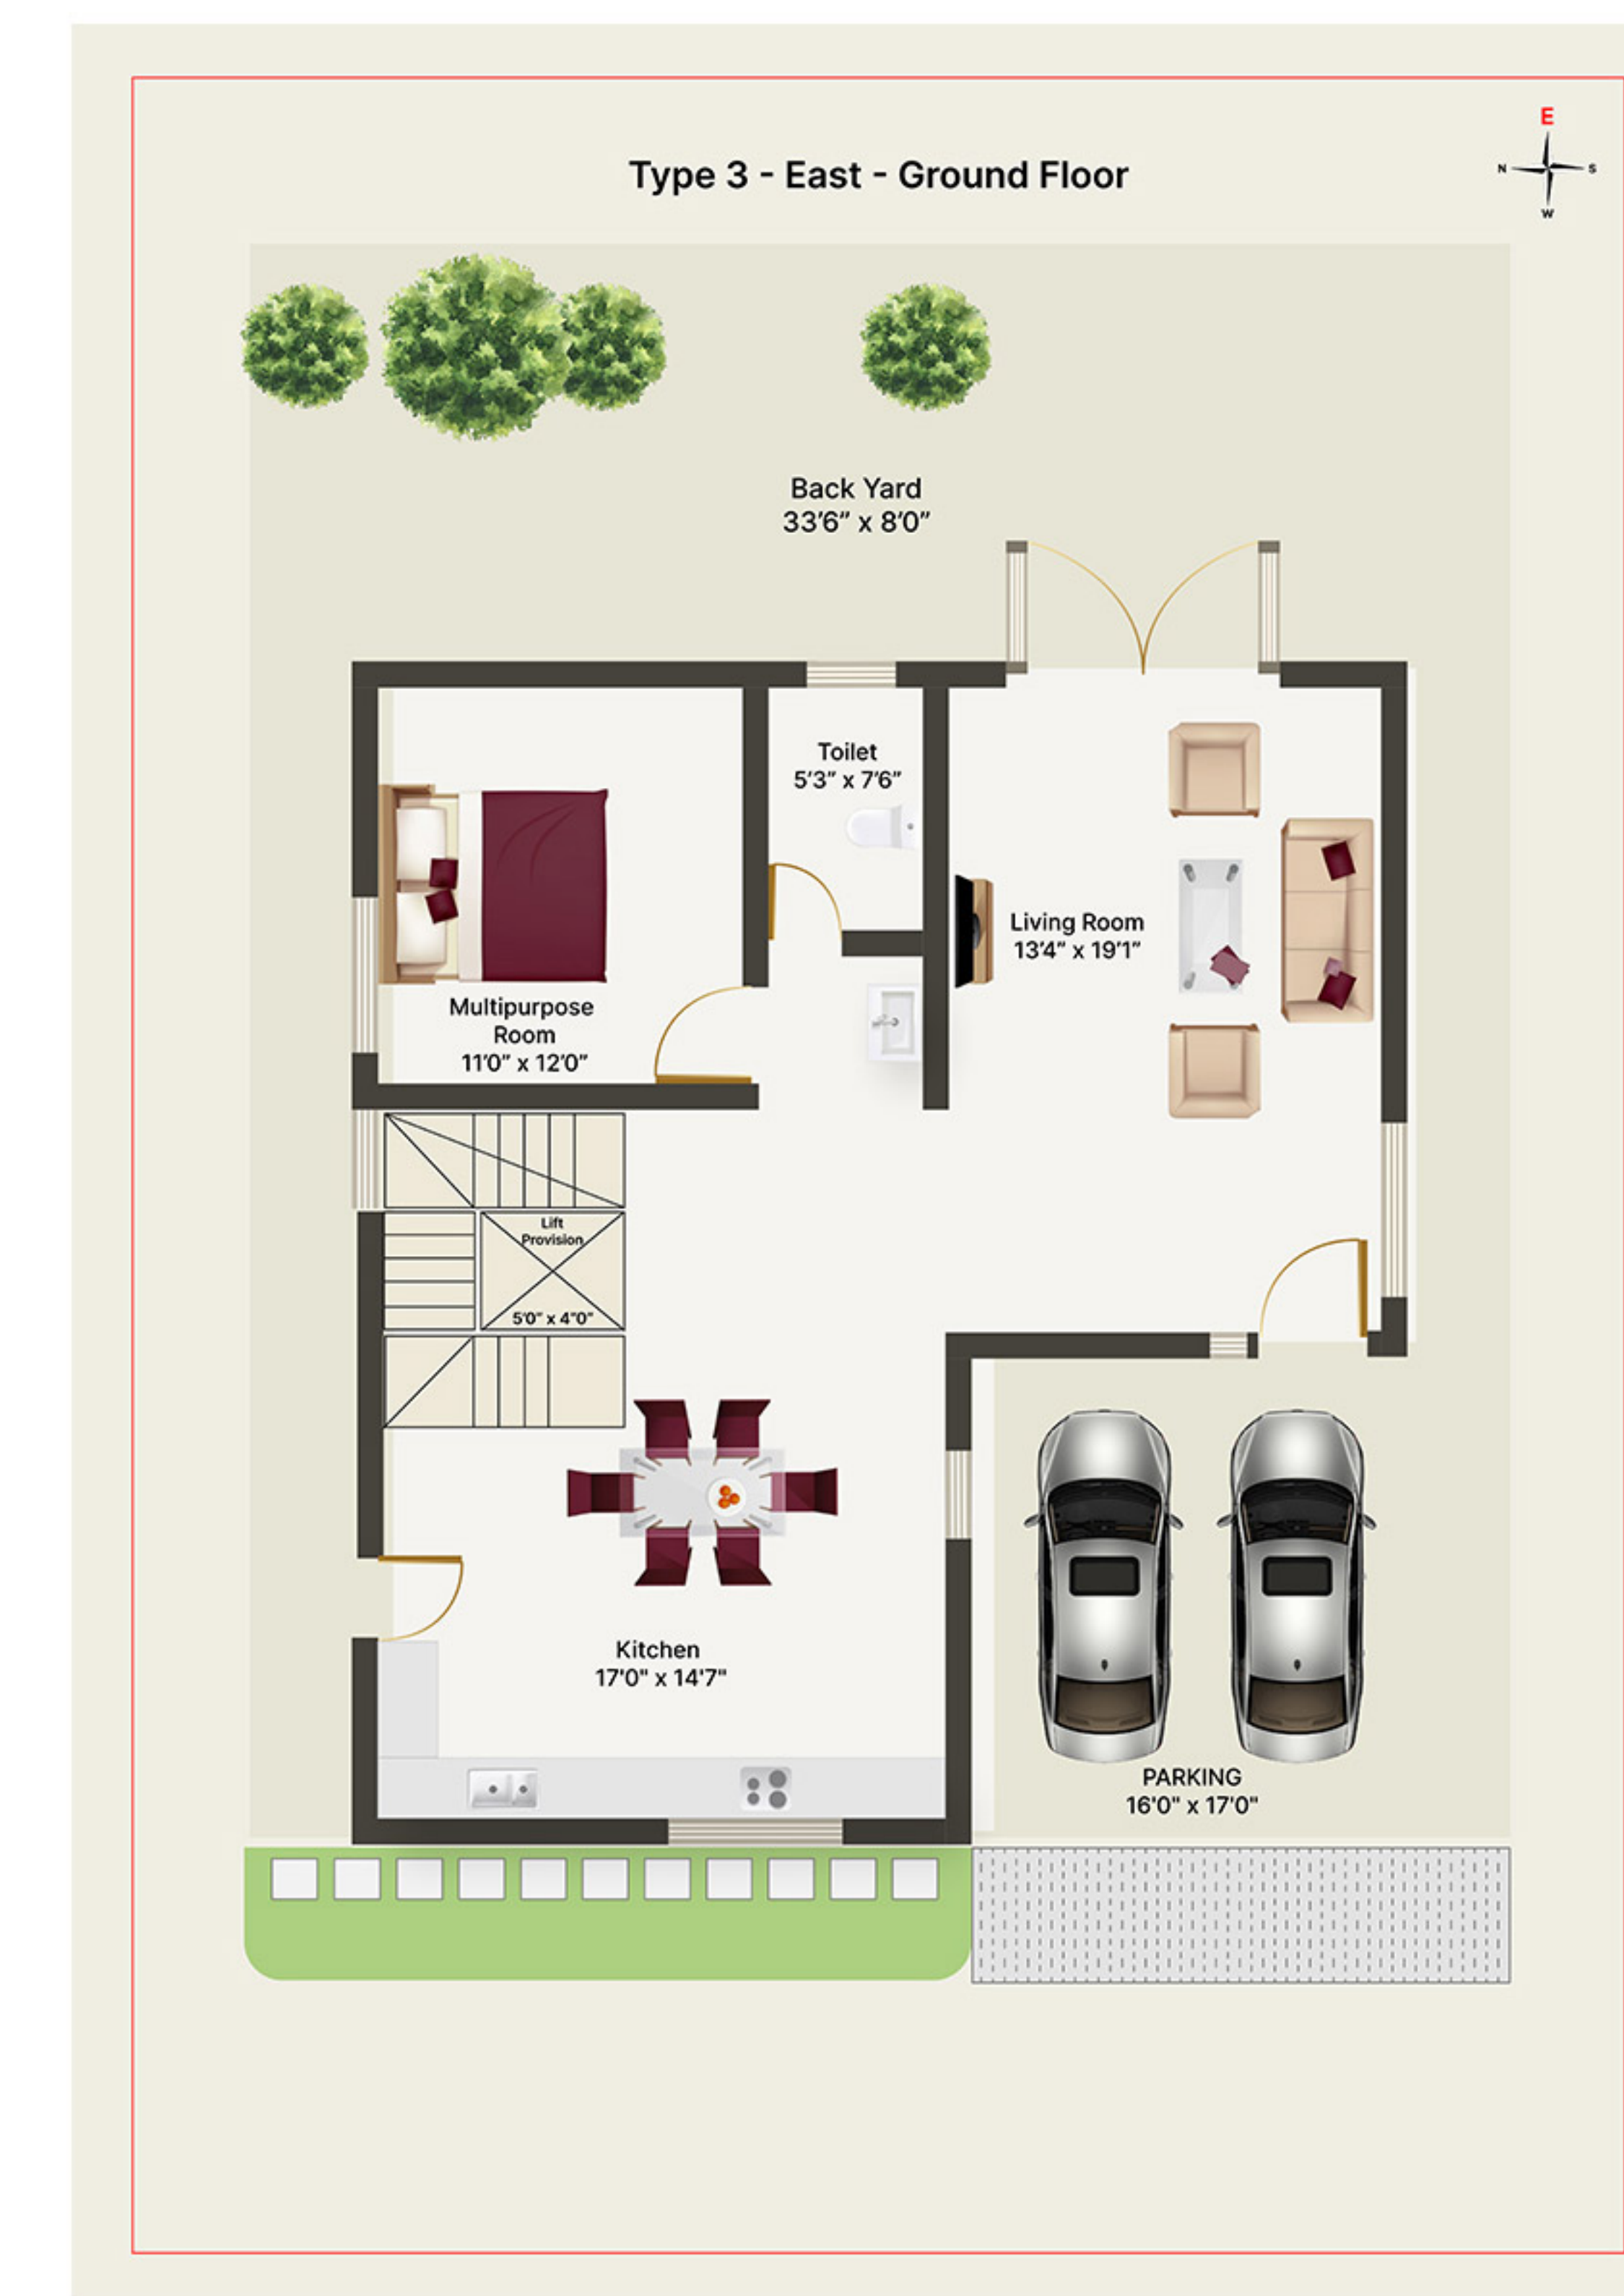 E
N S
W
Type 3 - East - Ground Floor
Back Yard
33'6” x 8'0”
Toilet
5'3” x 7'6”
Living Room
13'4” x 19'1”
Multipurpose
Room
11'0” x 12'0”
Lift
Provision
5'0" x 4'0"
Kitchen
17'0" x 14'7"
PARKING
16'0" x 17'0"